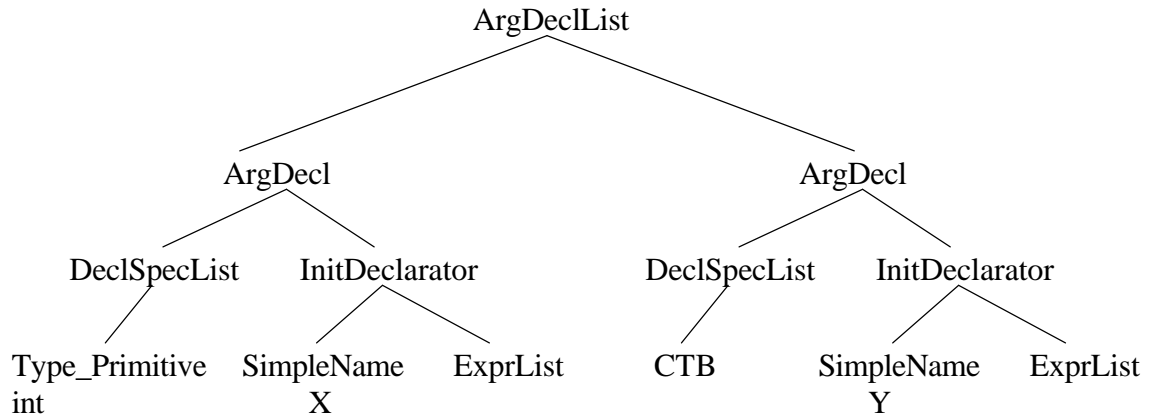 ArgDeclList
ArgDecl ArgDecl
DeclSpecList InitDeclarator DeclSpecList InitDeclarator
Type_Primitive SimpleName ExprList CTB SimpleName ExprList
int X Y